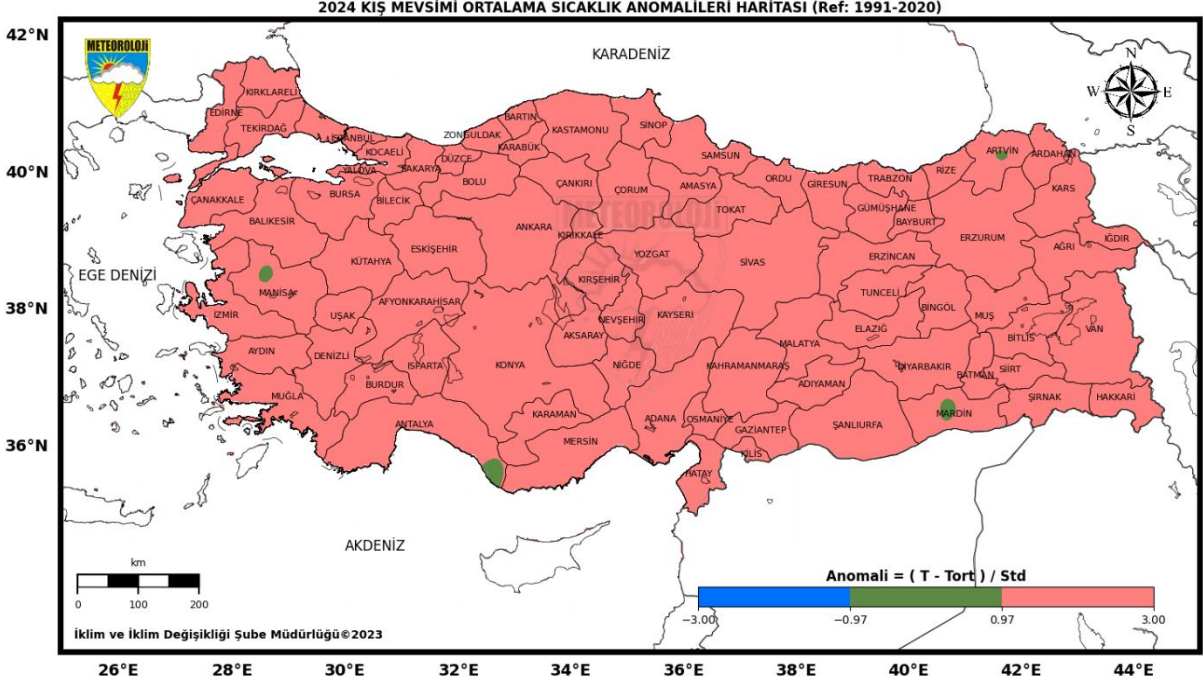 2024 KIŞ MEVSİMİ ORTALAMA SICAKLIK ANOMALİLERİ HARİTASI (Ref: 1991-2020)
42°N
40°N
38°N
36°N
METEOROLOJİ
KARADENİZ
N
W
E
S
KIRKLARELİ
EDİRNE
TEKİRDAĞ
İSTANBUL
KOCAELİ
YALOVA
SAKARYA
DÜZCE
ZONGULDAK
BARTIN
KARABÜK
KASTAMONU
SİNOP
SAMSUN
ORDU
GİRESUN
TRABZON
RİZE
ARTVİN
ARDAHAN
KARS
ÇANAKKALE
BALIKESİR
BURSA
BİLECİK
BOLU
ÇANKIRI
ÇORUM
AMASYA
TOKAT
GÜMÜŞHANE
BAYBURT
ERZURUM
AĞRI
IĞDIR
METEOROLOJİ
EGE DENİZİ
KÜTAHYA
ESKİŞEHİR
ANKARA
KIRIKKALE
YOZGAT
SİVAS
ERZİNCAN
TUNCELİ
BİNGÖL
MUŞ
BİTLİS
VAN
MANİSA
İZMİR
UŞAK
AFYONKARAHİSAR
KIRŞEHİR
NEVŞEHİR
AKSARAY
KAYSERİ
MALATYA
ELAZIĞ
AYDIN
DENİZLİ
ISPARTA
BURDUR
KONYA
NİĞDE
KAHRAMANMARAŞ
ADIYAMAN
DİYARBAKIR
BATMAN
SİİRT
MUĞLA
ANTALYA
KARAMAN
MERSİN
ADANA
OSMANİYE
GAZİANTEP
KİLİS
HATAY
ŞANLIURFA
MARDİN
ŞIRNAK
HAKKARİ
AKDENİZ
km
0 100 200
İklim ve İklim Değişikliği Şube Müdürlüğü©2023
Anomali = ( T - Tort ) / Std
−3.00 −0.97 0.97 3.00
26°E 28°E 30°E 32°E 34°E 36°E 38°E 40°E 42°E 44°E